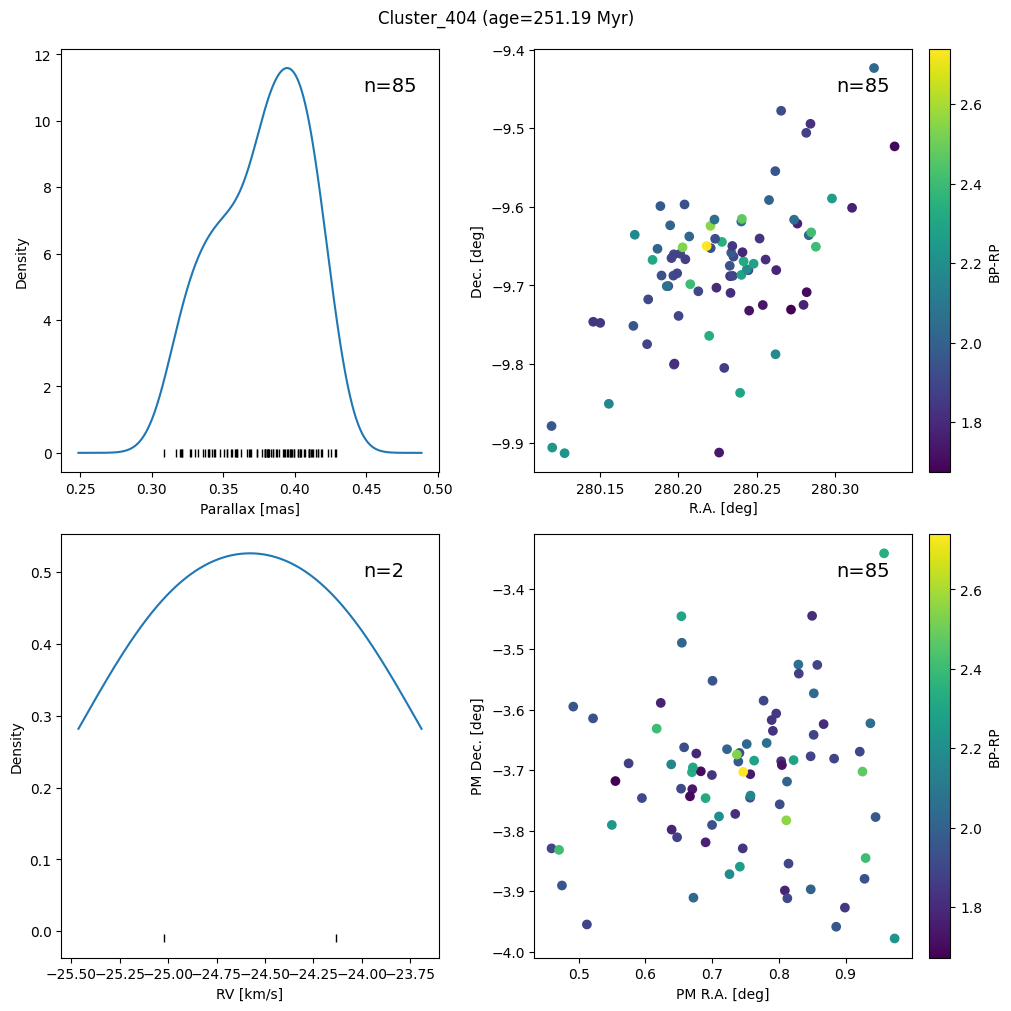 Cluster_404 (age=251.19 Myr)
n=85
Density
12
10
8
6
4
2
0
0.25 0.30 0.35 0.40 0.45 0.50
Parallax [mas]
n=85
Dec. [deg]
−9.4
−9.5
−9.6
−9.7
−9.8
−9.9
280.15 280.20 280.25 280.30
R.A. [deg]
2.6
2.4
2.2
2.0
1.8
BP-RP
n=2
Density
0.5
0.4
0.3
0.2
0.1
0.0
−25.50 −25.25 −25.00 −24.75 −24.50 −24.25 −24.00 −23.75
RV [km/s]
n=85
PM Dec. [deg]
−3.4
−3.5
−3.6
−3.7
−3.8
−3.9
−4.0
0.5 0.6 0.7 0.8 0.9
PM R.A. [deg]
2.6
2.4
2.2
2.0
1.8
BP-RP